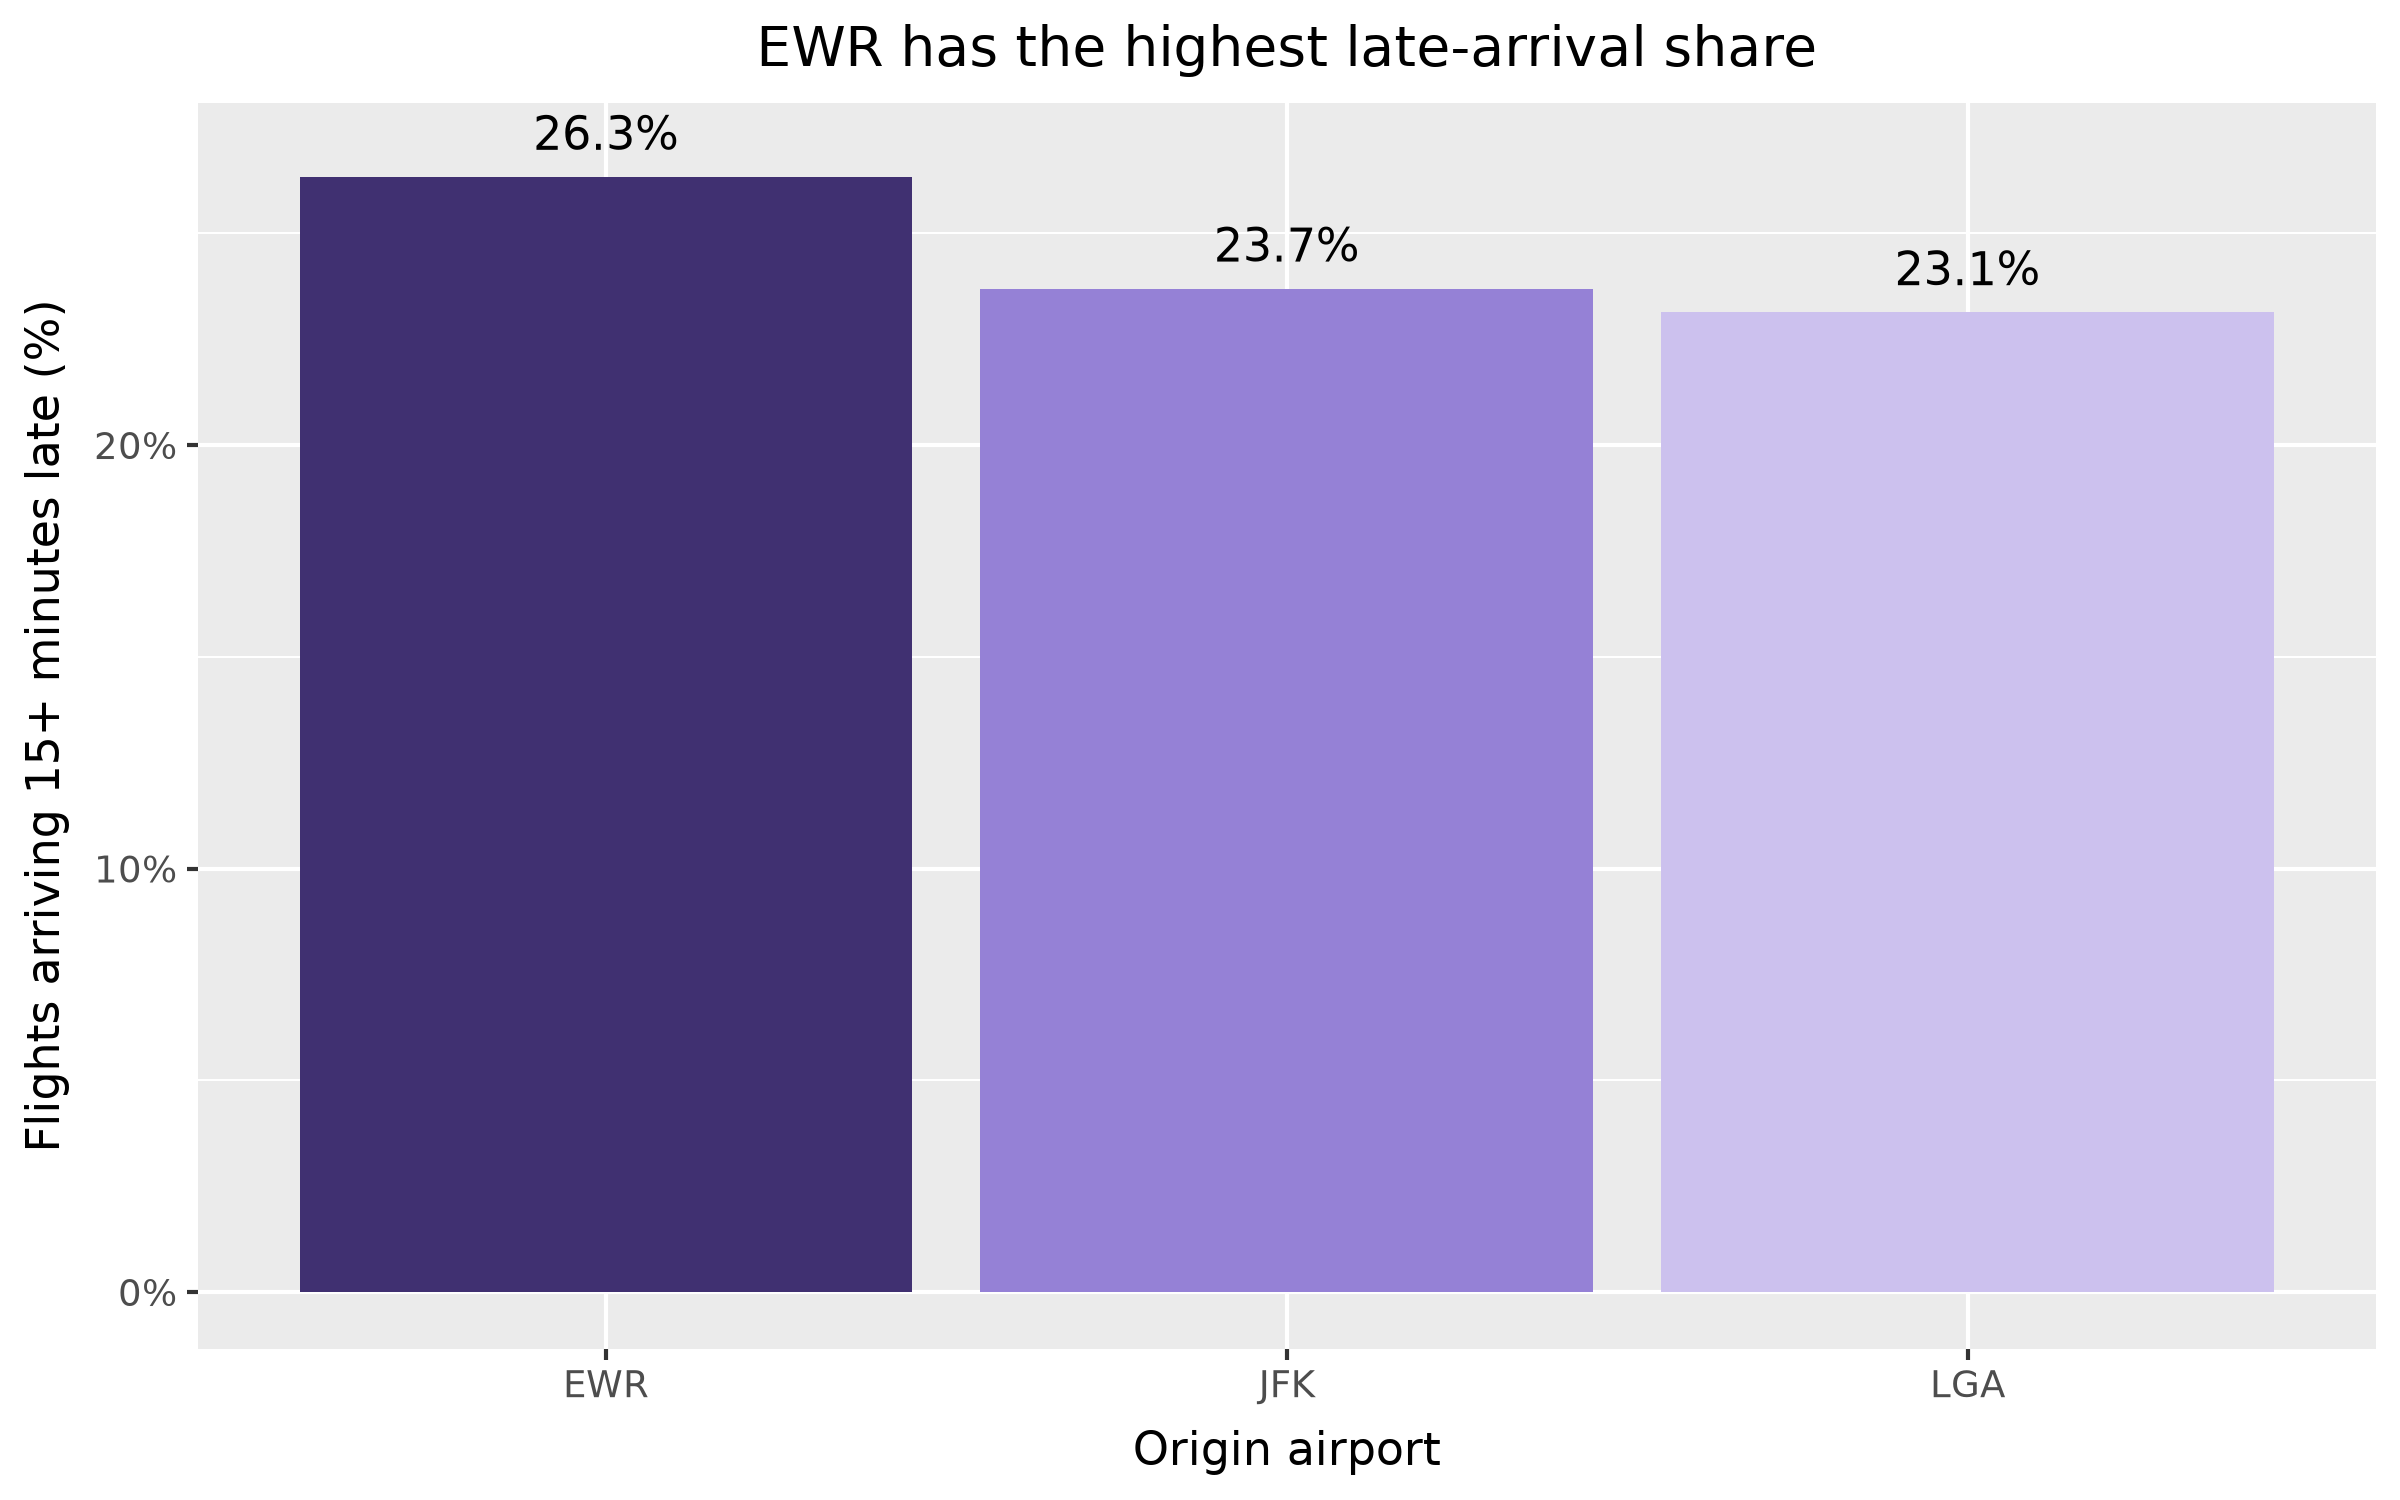 EWR has the highest late-arrival share
26.3%
23.7%
23.1%
Flights arriving 15+ minutes late (%)
20%
10%
0%
EWR
JFK
LGA
Origin airport